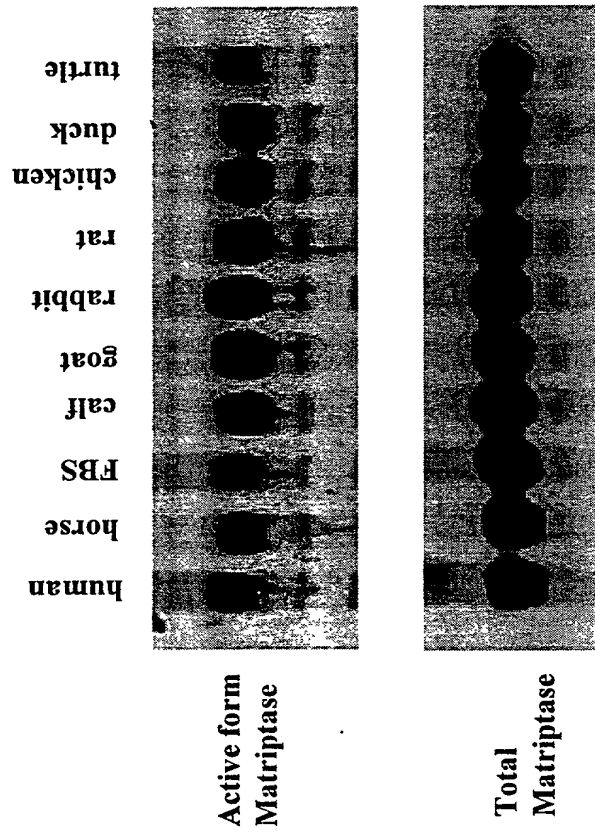 human
horse
FBS
calf
goat
rabbit
rat
chicken
duck
turtle
Active form
Matriptase
Total
Matriptase